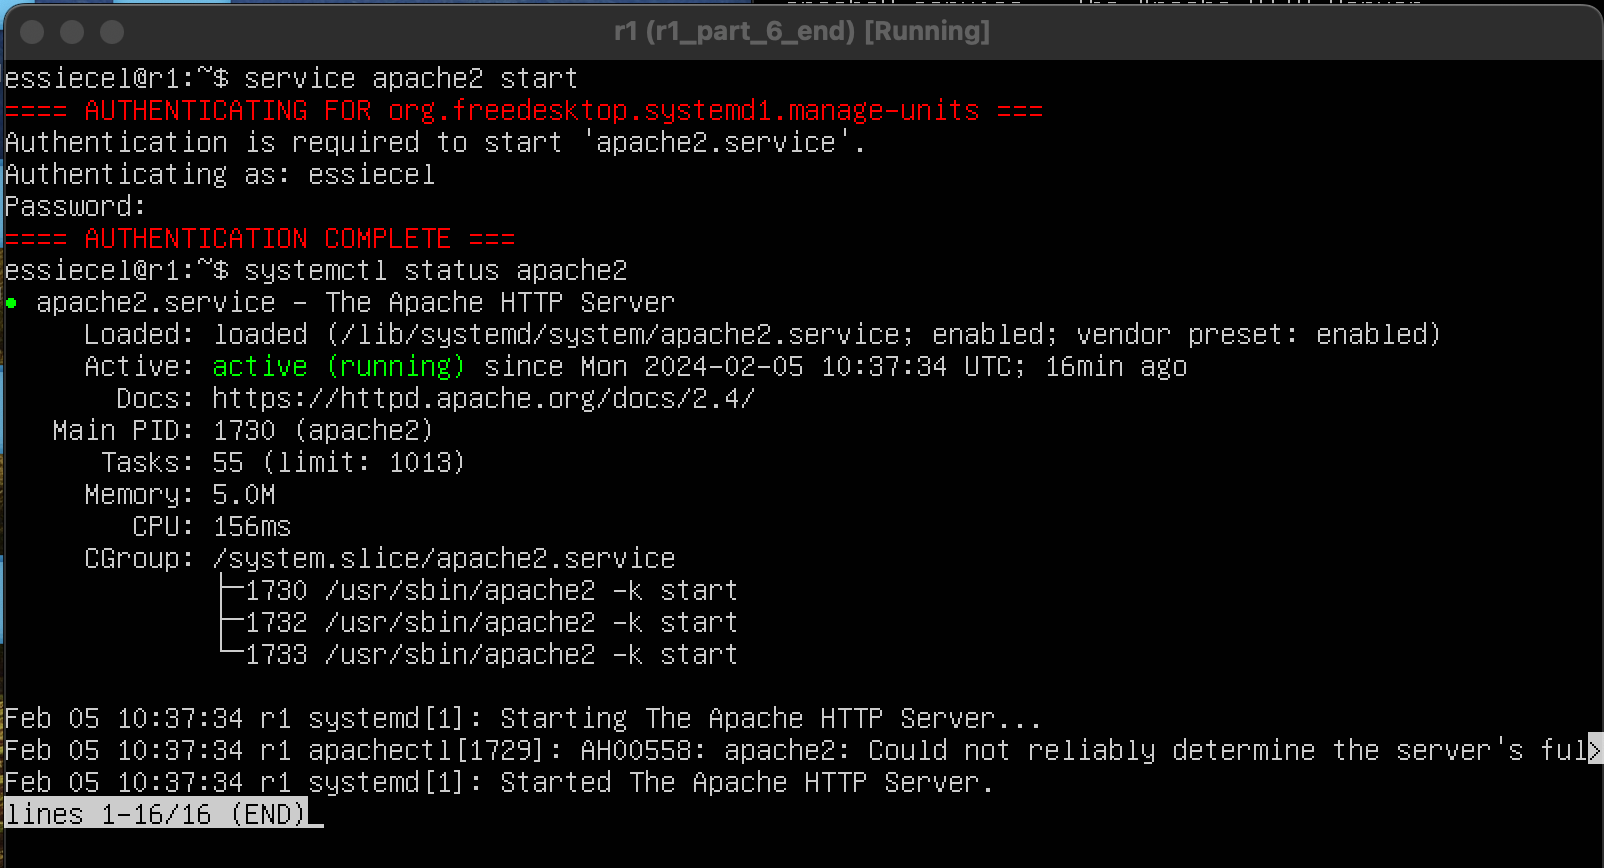 r1 (r1_part_6_end) [Running]
essiecel@r1:~$ service apache2 start
==== AUTHENTICATING FOR org.freedesktop.systemd1.manage-units ===
Authentication is required to start 'apache2.service'.
Authenticating as: essiecel
Password:
==== AUTHENTICATION COMPLETE ===
essiecel@r1:~$ systemctl status apache2
● apache2.service - The Apache HTTP Server
     Loaded: loaded (/lib/systemd/system/apache2.service; enabled; vendor preset: enabled)
     Active: active (running) since Mon 2024-02-05 10:37:34 UTC; 16min ago
       Docs: https://httpd.apache.org/docs/2.4/
   Main PID: 1730 (apache2)
      Tasks: 55 (limit: 1013)
     Memory: 5.0M
        CPU: 156ms
     CGroup: /system.slice/apache2.service
             ├─1730 /usr/sbin/apache2 -k start
             ├─1732 /usr/sbin/apache2 -k start
             └─1733 /usr/sbin/apache2 -k start
Feb 05 10:37:34 r1 systemd[1]: Starting The Apache HTTP Server...
Feb 05 10:37:34 r1 apachectl[1729]: AH00558: apache2: Could not reliably determine the server's ful>
Feb 05 10:37:34 r1 systemd[1]: Started The Apache HTTP Server.
lines 1-16/16 (END)